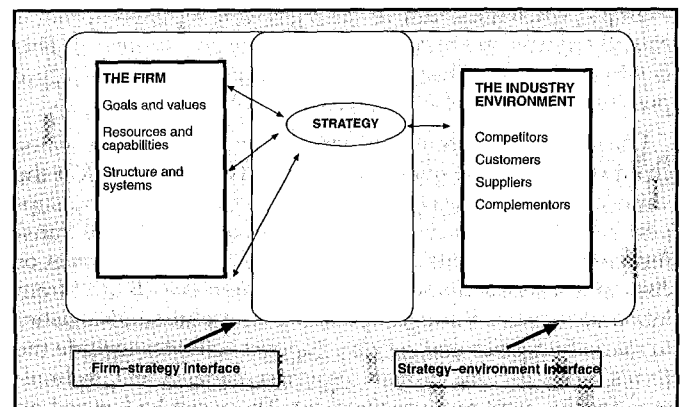 THE FIRM
Goals and values
Resources and
capabilities
Structure and
systems
STRATEGY
THE INDUSTRY
ENVIRONMENT
Competitors
Customers
Suppliers
Complementors
Firm–strategy interface
Strategy–environment interface